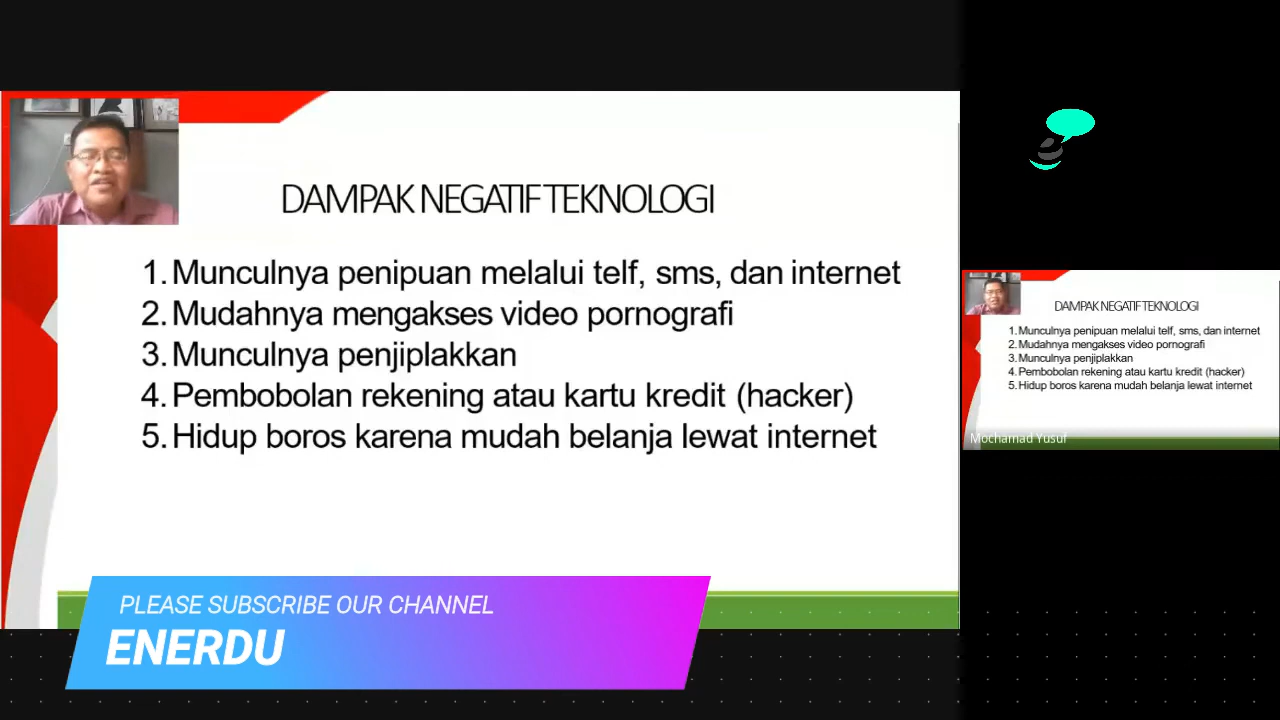 DAMPAK NEGATIF TEKNOLOGI
1. Munculnya penipuan melalui telf, sms, dan internet
2. Mudahnya mengakses video pornografi
3. Munculnya penjiplakkan
4. Pembobolan rekening atau kartu kredit (hacker)
5. Hidup boros karena mudah belanja lewat internet
PLEASE SUBSCRIBE OUR CHANNEL
ENERDU
DAMPAK NEGATIF TEKNOLOGI
1. Munculnya penipuan melalui telf, sms, dan internet
2. Mudahnya mengakses video pornografi
3. Munculnya penjiplakkan
4. Pembobolan rekening atau kartu kredit (hacker)
5. Hidup boros karena mudah belanja lewat internet
Mochamad Yusuf